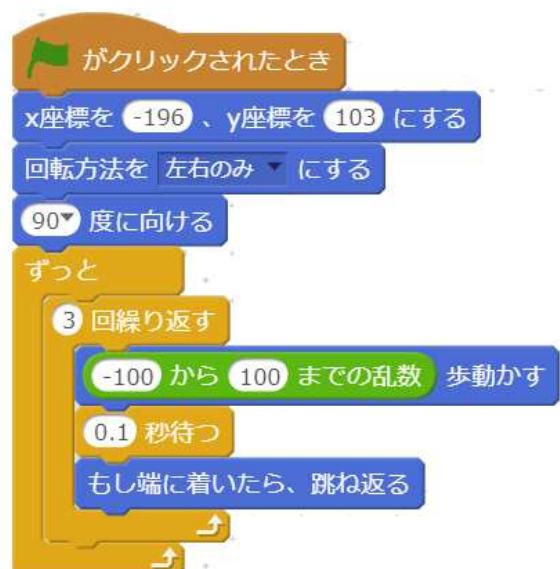 がクリックされたとき
x座標を -196 、y座標を 103 にする
回転方法を 左右のみ にする
90 度に向ける
ずっと
3 回繰り返す
-100 から 100 までの乱数 歩動かす
0.1 秒待つ
もし端に着いたら、跳ね返る